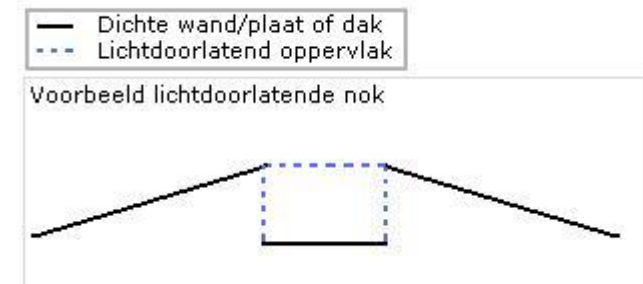 Dichte wand/plaat of dak
Lichtdoorlatend oppervlak
Voorbeeld lichtdoorlatende nok